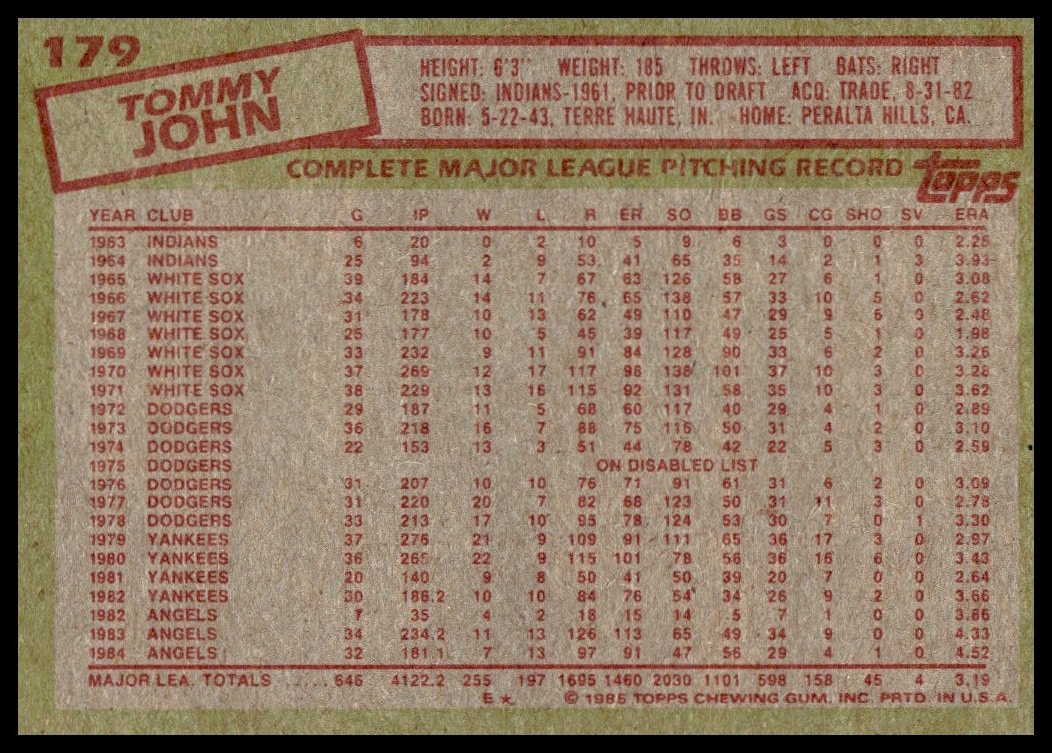 179
TOMMY
JOHN
HEIGHT: 6'3" WEIGHT: 185 THROWS: LEFT BATS: RIGHT
SIGNED: INDIANS-1961, PRIOR TO DRAFT ACQ: TRADE, 8-31-82
BORN: 5-22-43, TERRE HAUTE, IN. HOME: PERALTA HILLS, CA.
COMPLETE MAJOR LEAGUE PITCHING RECORD
topps
YEAR CLUB G IP W L R ER SO BB GS CG SHO SV ERA
1963 INDIANS 6 20 0 2 10 5 9 6 3 0 0 0 2.25
1964 INDIANS 25 94 2 9 53 41 65 35 14 2 1 3 3.93
1965 WHITE SOX 39 184 14 7 67 63 126 58 27 6 1 0 3.08
1966 WHITE SOX 34 223 14 11 76 65 138 57 33 10 5 0 2.62
1967 WHITE SOX 31 178 10 13 62 49 110 47 29 9 6 0 2.48
1968 WHITE SOX 25 177 10 5 45 39 117 49 25 5 1 0 1.98
1969 WHITE SOX 33 232 9 11 91 84 128 90 33 6 2 0 3.26
1970 WHITE SOX 37 269 12 17 117 98 138 101 37 10 3 0 3.28
1971 WHITE SOX 38 229 13 16 115 92 131 58 35 10 3 0 3.62
1972 DODGERS 29 187 11 5 68 60 117 40 29 4 1 0 2.89
1973 DODGERS 36 218 16 7 88 75 116 50 31 4 2 0 3.10
1974 DODGERS 22 153 13 3 51 44 78 42 22 5 3 0 2.59
1975 DODGERS ON DISABLED LIST
1976 DODGERS 31 207 10 10 76 71 91 61 31 6 2 0 3.09
1977 DODGERS 31 220 20 7 82 68 123 50 31 11 3 0 2.78
1978 DODGERS 33 213 17 10 95 78 124 53 30 7 0 1 3.30
1979 YANKEES 37 276 21 9 109 91 111 65 36 17 3 0 2.97
1980 YANKEES 36 265 22 9 115 101 78 56 36 16 6 0 3.43
1981 YANKEES 20 140 9 8 50 41 50 39 20 7 0 0 2.64
1982 YANKEES 30 186.2 10 10 84 76 54 34 26 9 2 0 3.66
1982 ANGELS 7 35 4 2 18 15 14 5 7 1 0 0 3.86
1983 ANGELS 34 234.2 11 13 126 113 65 49 34 9 0 0 4.33
1984 ANGELS 32 181.1 7 13 97 91 47 56 29 4 1 0 4.52
MAJOR LEA. TOTALS ..... 646 4122.2 255 197 1695 1460 2030 1101 598 158 45 4 3.19
E★ © 1985 TOPPS CHEWING GUM, INC. PRTD. IN U.S.A.